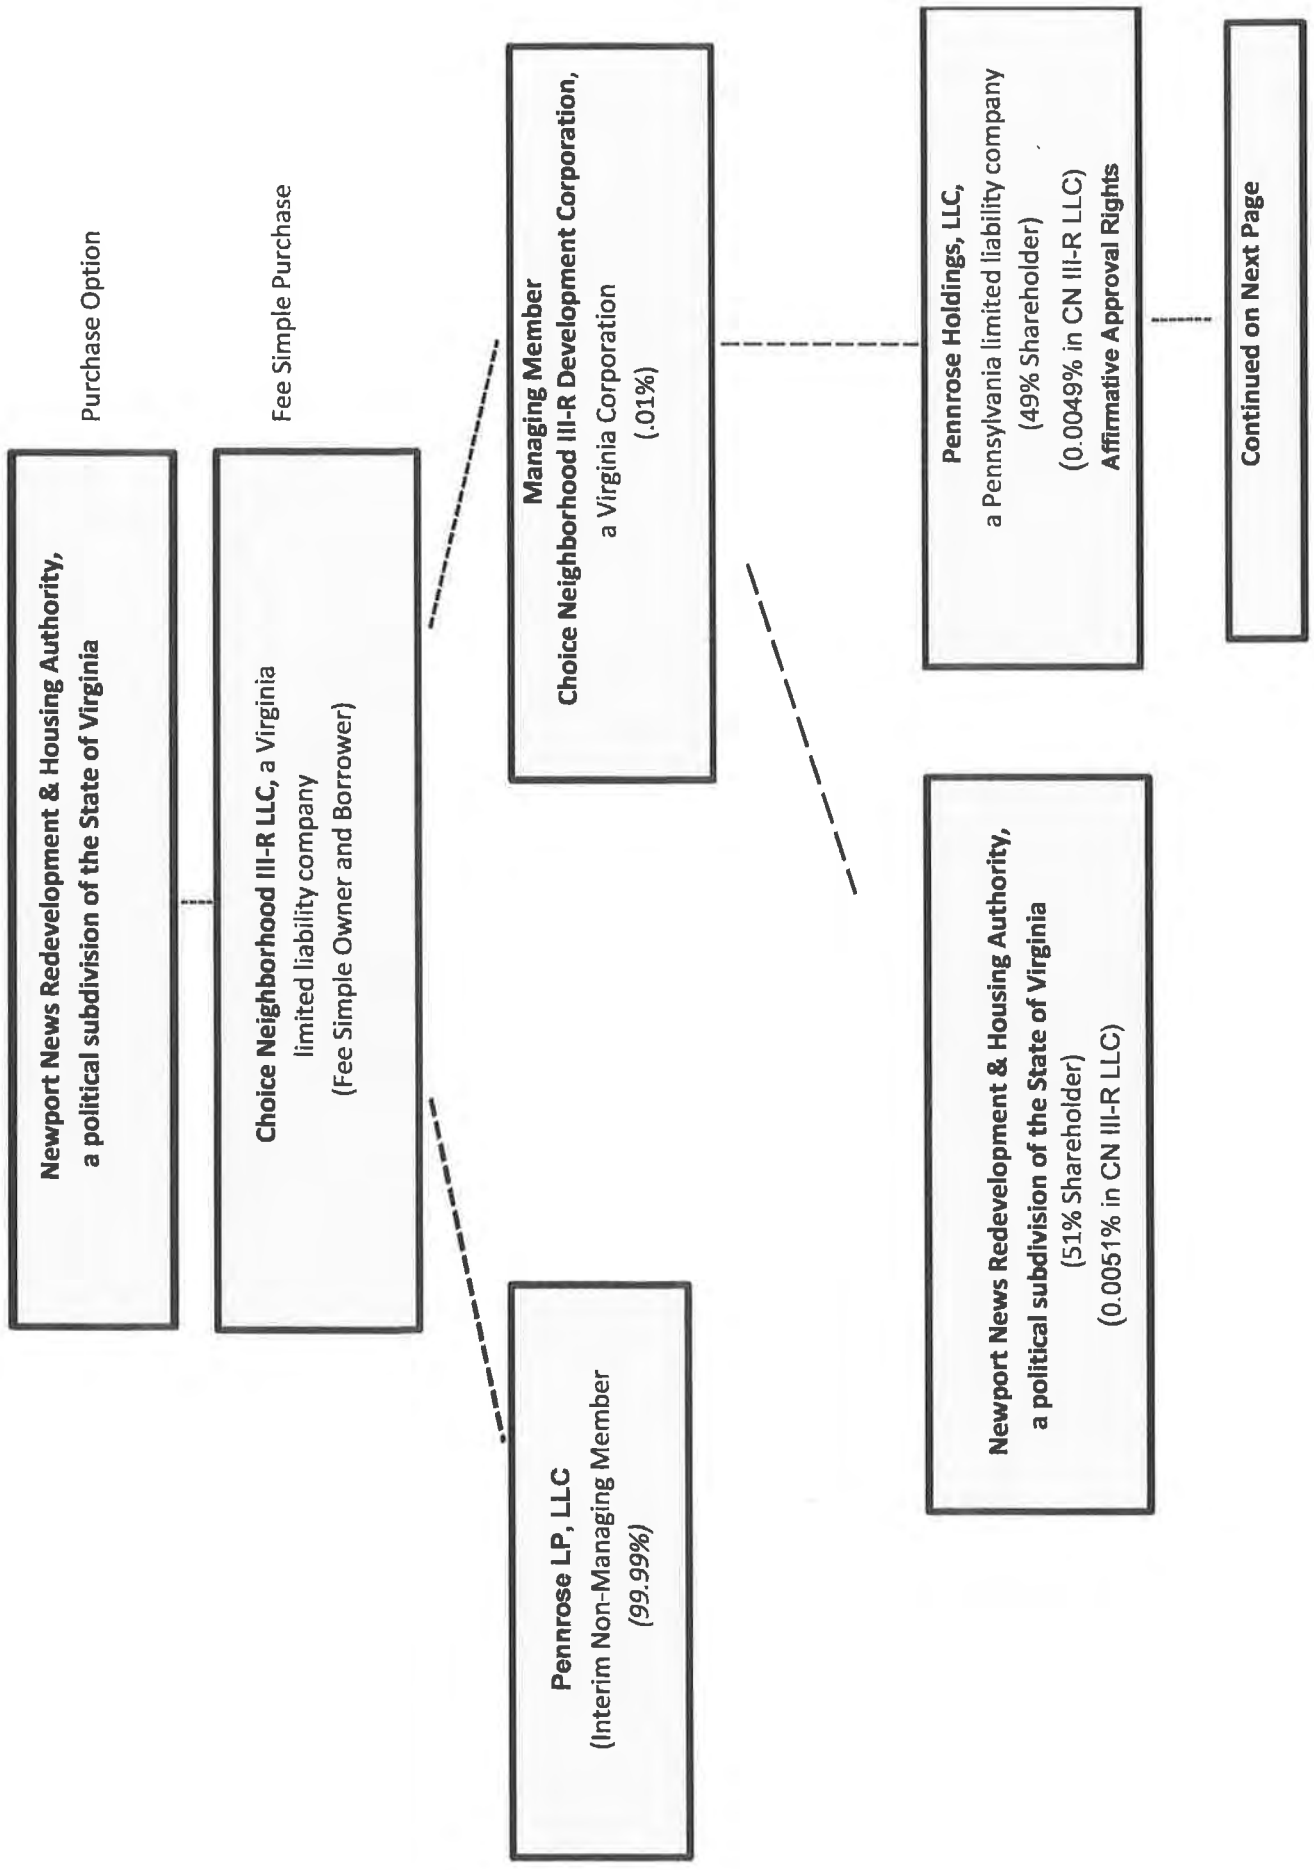 Newport News Redevelopment & Housing Authority,
a political subdivision of the State of Virginia
Purchase Option
Choice Neighborhood III-R LLC, a Virginia
limited liability company
(Fee Simple Owner and Borrower)
Fee Simple Purchase
Pennrose LP, LLC
(Interim Non-Managing Member
(99.99%)
Managing Member
Choice Neighborhood III-R Development Corporation,
a Virginia Corporation
(.01%)
Newport News Redevelopment & Housing Authority,
a political subdivision of the State of Virginia
(51% Shareholder)
(0.0051% in CN III-R LLC)
Pennrose Holdings, LLC,
a Pennsylvania limited liability company
(49% Shareholder)
(0.0049% in CN III-R LLC)
Affirmative Approval Rights
Continued on Next Page